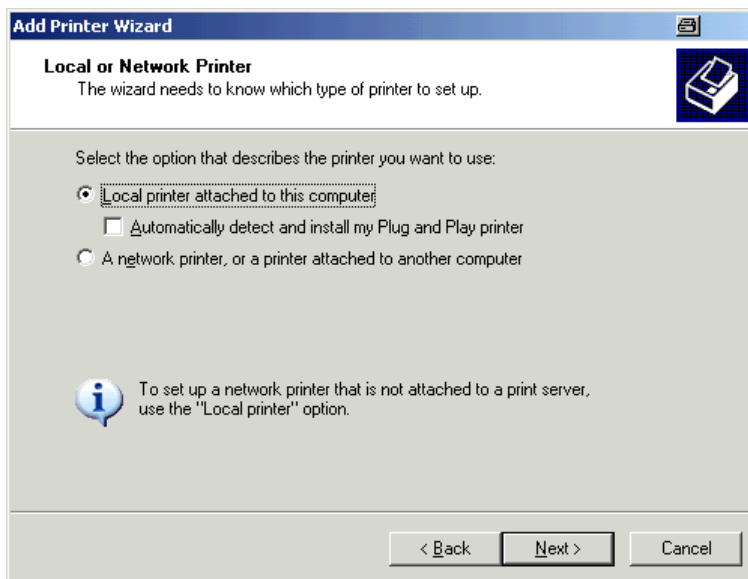 Add Printer Wizard
Local or Network Printer
The wizard needs to know which type of printer to set up.
Select the option that describes the printer you want to use:
Local printer attached to this computer
Automatically detect and install my Plug and Play printer
A network printer, or a printer attached to another computer
To set up a network printer that is not attached to a print server,
use the "Local printer" option.
< Back
Next >
Cancel